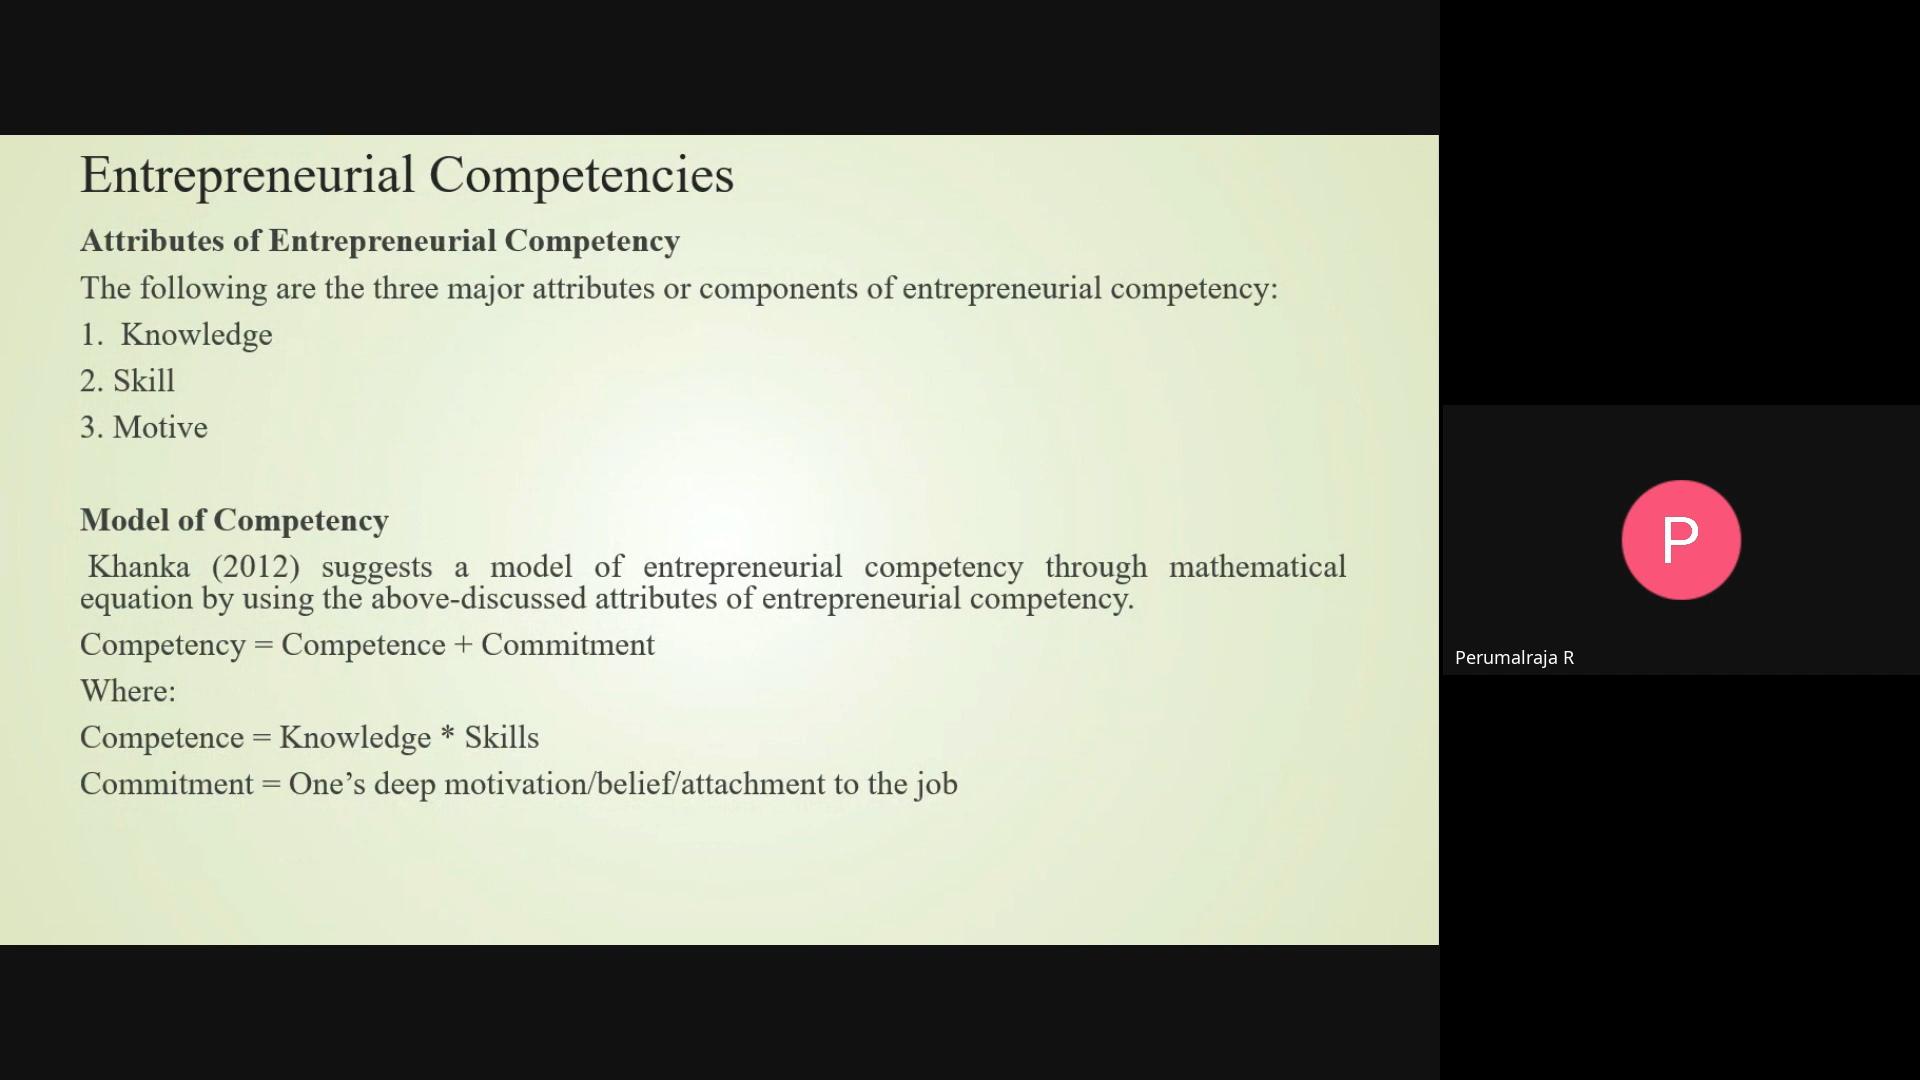 Entrepreneurial Competencies
Attributes of Entrepreneurial Competency
The following are the three major attributes or components of entrepreneurial competency:
1. Knowledge
2. Skill
3. Motive
Model of Competency
Khanka (2012) suggests a model of entrepreneurial competency through mathematical
equation by using the above-discussed attributes of entrepreneurial competency.
Competency = Competence + Commitment
Where:
Competence = Knowledge * Skills
Commitment = One’s deep motivation/belief/attachment to the job
P
Perumalraja R